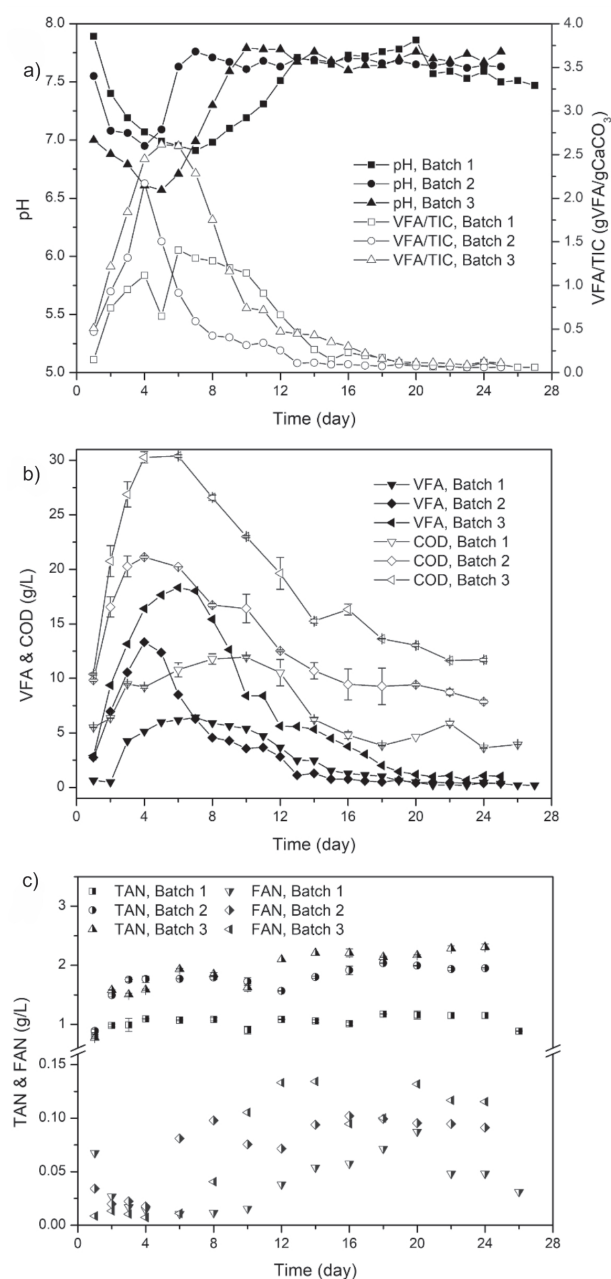 a)
8.0
7.5
7.0
6.5
6.0
5.5
5.0
pH
4.0
3.5
3.0
2.5
2.0
1.5
1.0
0.5
0.0
VFA/TIC (gVFA/gCaCO₃)
pH, Batch 1
pH, Batch 2
pH, Batch 3
VFA/TIC, Batch 1
VFA/TIC, Batch 2
VFA/TIC, Batch 3
0 2 4 6 8 10 12 14 16 18 20 22 24 26 28
Time (day)
b)
30
25
20
15
10
5
0
VFA & COD (g/L)
VFA, Batch 1
VFA, Batch 2
VFA, Batch 3
COD, Batch 1
COD, Batch 2
COD, Batch 3
0 4 8 12 16 20 24 28
Time (day)
c)
TAN, Batch 1 FAN, Batch 1
TAN, Batch 2 FAN, Batch 2
TAN, Batch 3 FAN, Batch 3
3
2
1
0.15
0.10
0.05
0.00
TAN & FAN (g/L)
0 4 8 12 16 20 24 28
Time (day)